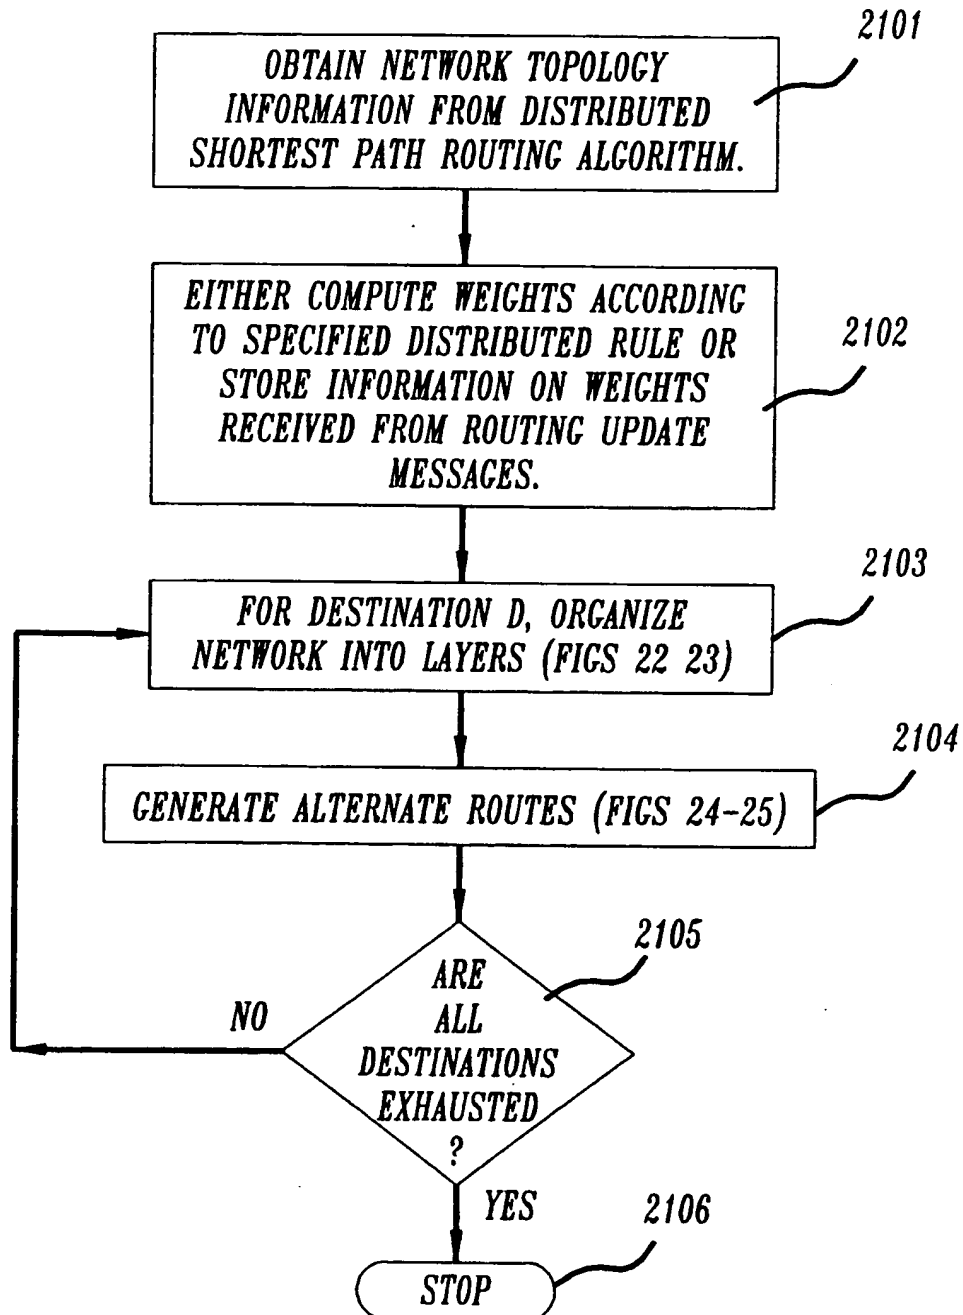 2101
OBTAIN NETWORK TOPOLOGY
INFORMATION FROM DISTRIBUTED
SHORTEST PATH ROUTING ALGORITHM.
EITHER COMPUTE WEIGHTS ACCORDING
TO SPECIFIED DISTRIBUTED RULE OR
STORE INFORMATION ON WEIGHTS
RECEIVED FROM ROUTING UPDATE
MESSAGES.
2102
2103
FOR DESTINATION D, ORGANIZE
NETWORK INTO LAYERS (FIGS 22 23)
2104
GENERATE ALTERNATE ROUTES (FIGS 24-25)
2105
ARE
ALL
DESTINATIONS
EXHAUSTED
?
NO
YES
2106
STOP